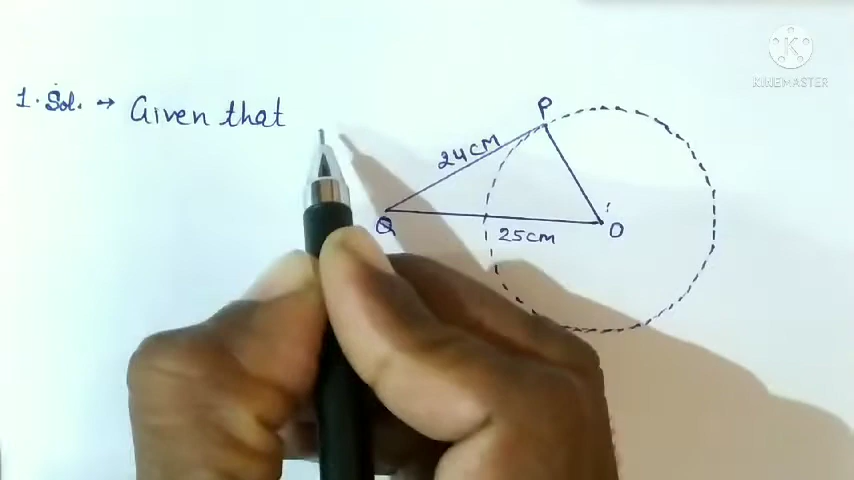 1. Sol. → Given that
P
24CM
Q
O
25cm
K
KINEMASTER